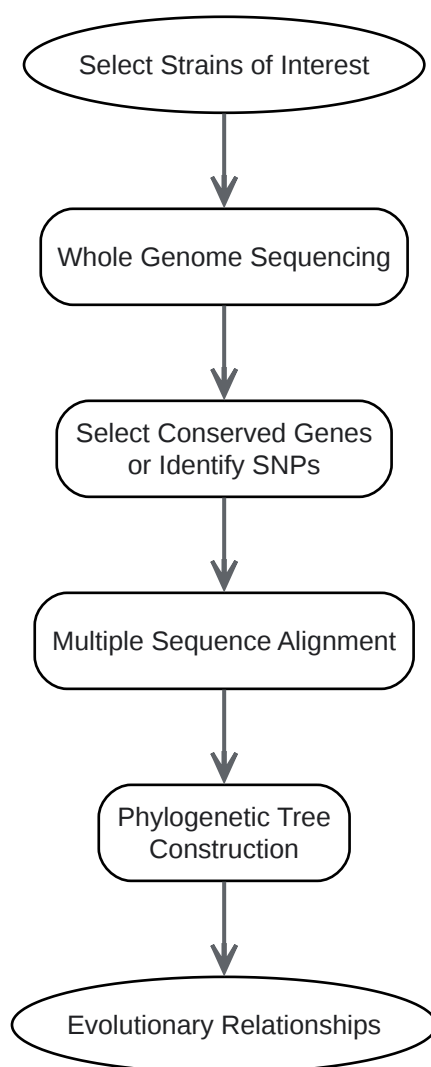 Select Strains of Interest
Whole Genome Sequencing
Select Conserved Genes
or Identify SNPs
Multiple Sequence Alignment
Phylogenetic Tree
Construction
Evolutionary Relationships